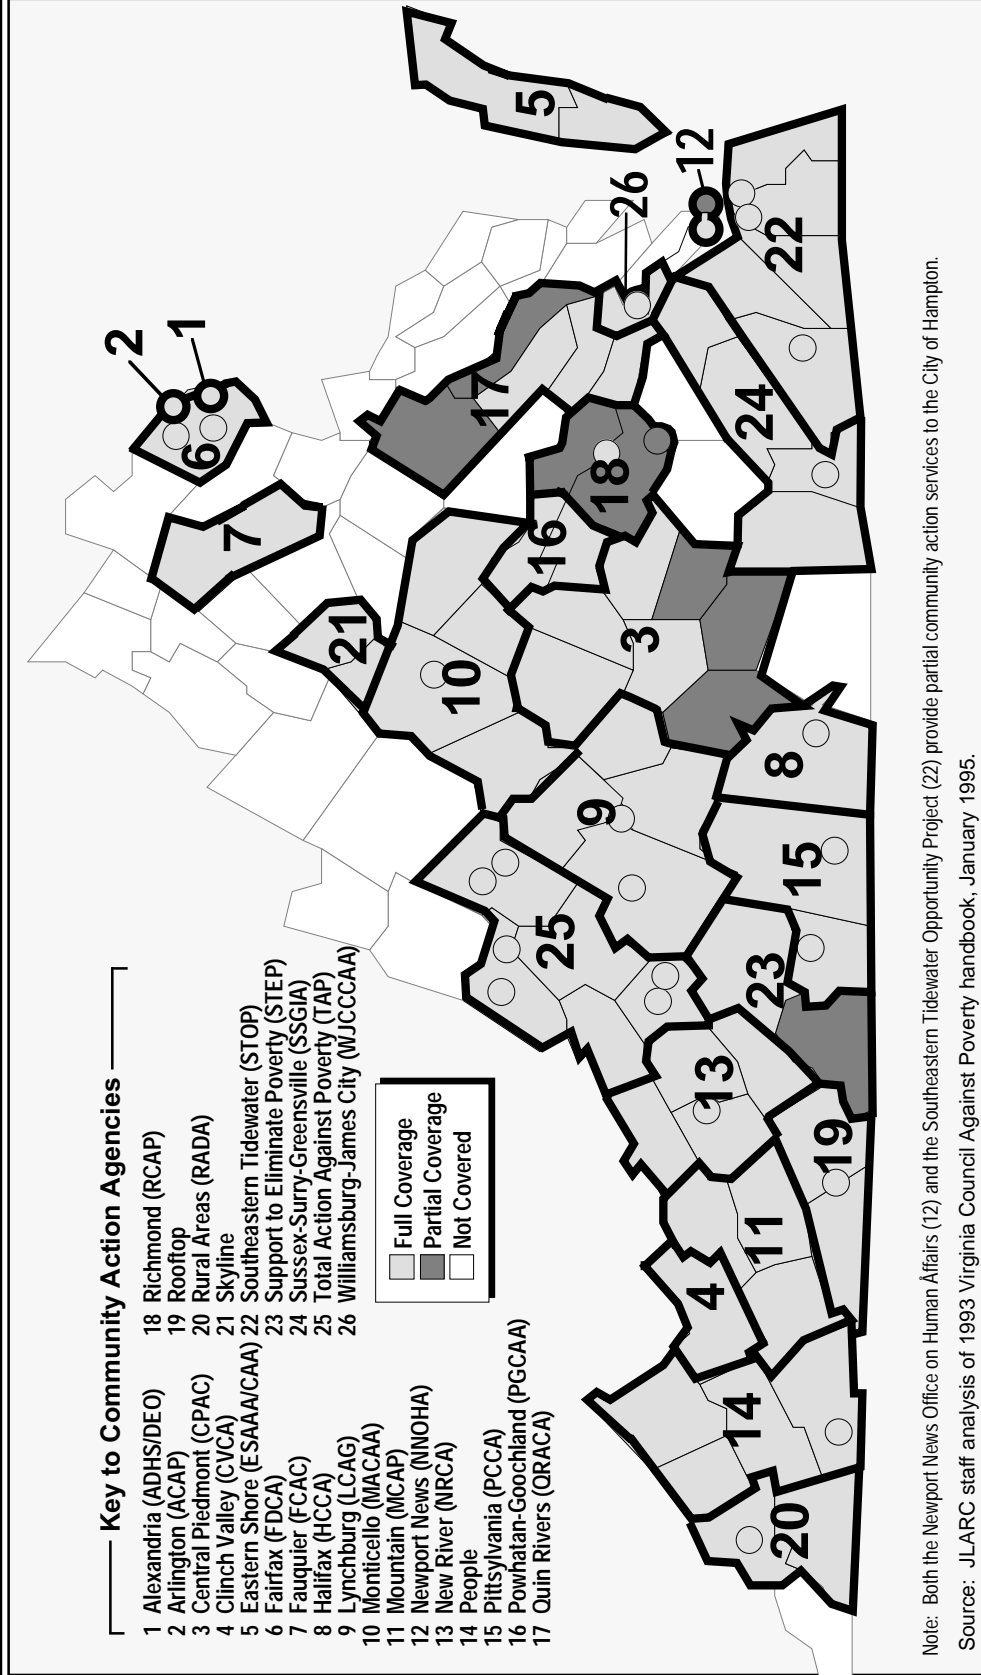 Key to Community Action Agencies
1 Alexandria (ADHS/DEO)
2 Arlington (ACAP)
3 Central Piedmont (CPAC)
4 Clinch Valley (CVCA)
5 Eastern Shore (ESAAA/CAA)
6 Fairfax (FDCA)
7 Fauquier (FCAC)
8 Halifax (HCCA)
9 Lynchburg (LCAG)
10 Monticello (MACAA)
11 Mountain (MCAP)
12 Newport News (NNOHA)
13 New River (NRCA)
14 People
15 Pittsylvania (PCCA)
16 Powhatan-Goochland (PGCAA)
17 Quin Rivers (QRACA)
18 Richmond (RCAP)
19 Rooftop
20 Rural Areas (RADA)
21 Skyline
22 Southeastern Tidewater (STOP)
23 Support to Eliminate Poverty (STEP)
24 Sussex-Surry-Greensville (SSGIA)
25 Total Action Against Poverty (TAP)
26 Williamsburg-James City (WJCCCAA)
Full Coverage
Partial Coverage
Not Covered
2
1
6
7
21
5
17
26
12
22
24
18
16
10
3
9
8
25
15
23
13
19
11
4
14
20
Note: Both the Newport News Office on Human Åffairs (12) and the Southeastern Tidewater Opportunity Project (22) provide partial community action services to the City of Hampton.
Source: JLARC staff analysis of 1993 Virginia Council Against Poverty handbook, January 1995.